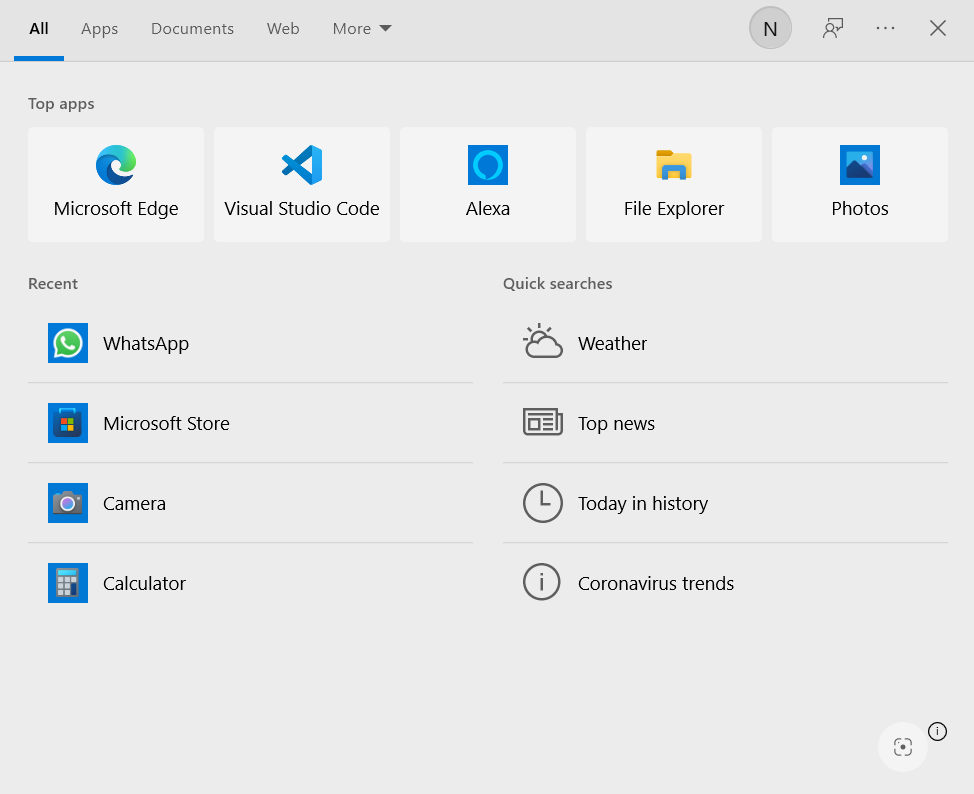 All Apps Documents Web More N
Top apps
Microsoft Edge Visual Studio Code Alexa File Explorer Photos
Recent Quick searches
WhatsApp Weather
Microsoft Store Top news
Camera Today in history
Calculator Coronavirus trends